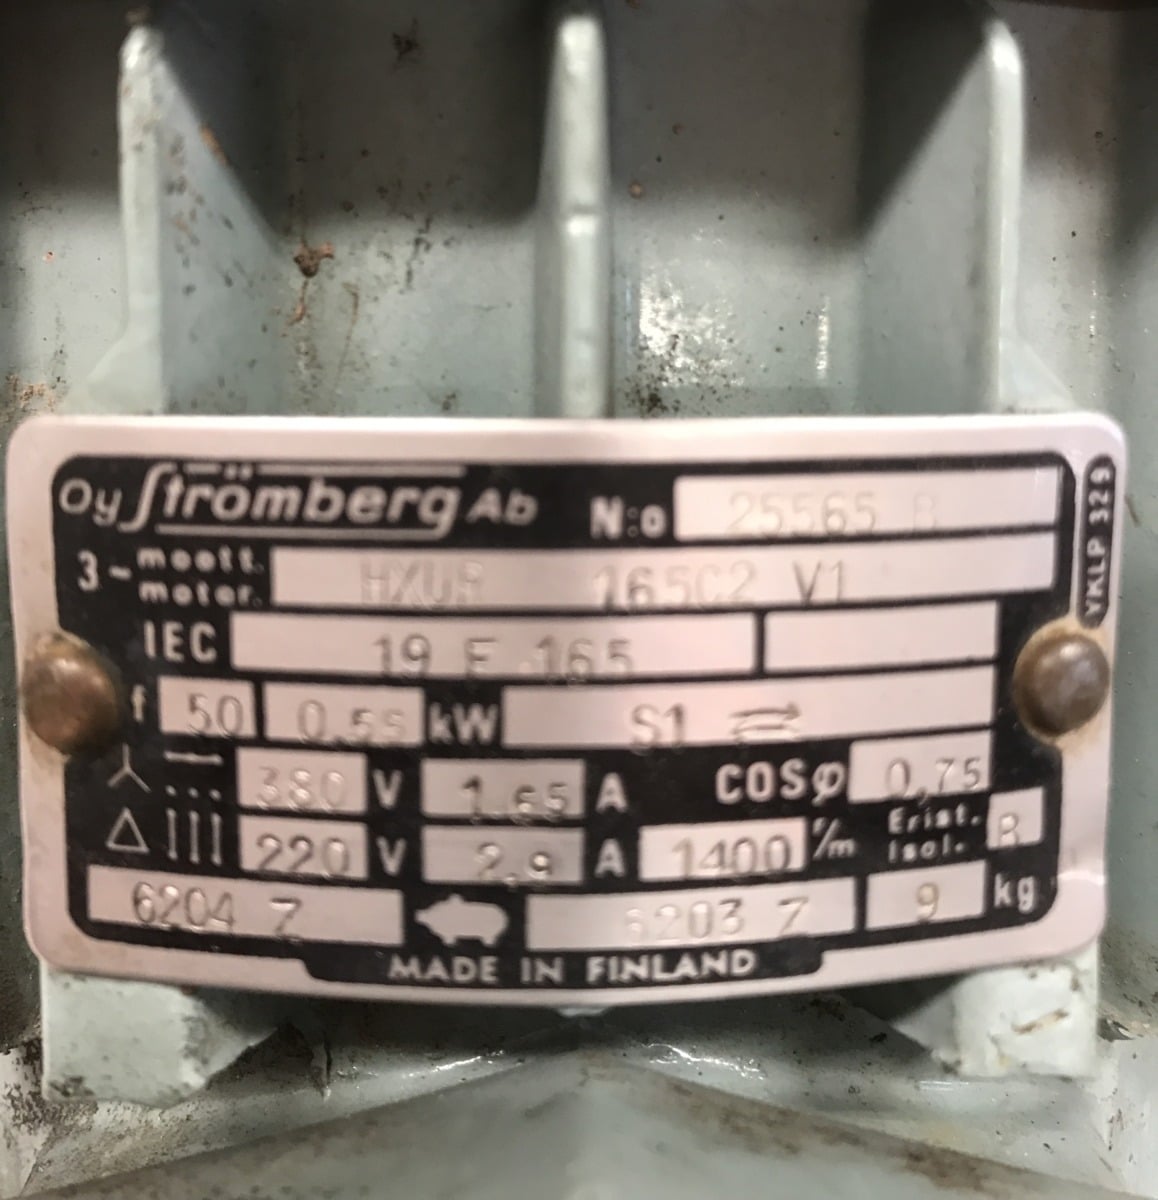 Oy Strömberg Ab N:o 25565 B
3~ moott. motor. HXUR 165C2 V1
IEC 19 F 165
f 50 0.55 kW S1
380 V 1.65 A COSφ 0,75
Δ 220 V 2,9 A 1400 r/m Erist. Isol. B
6204 Z 6203 Z 9 kg
MADE IN FINLAND
YKLP 329